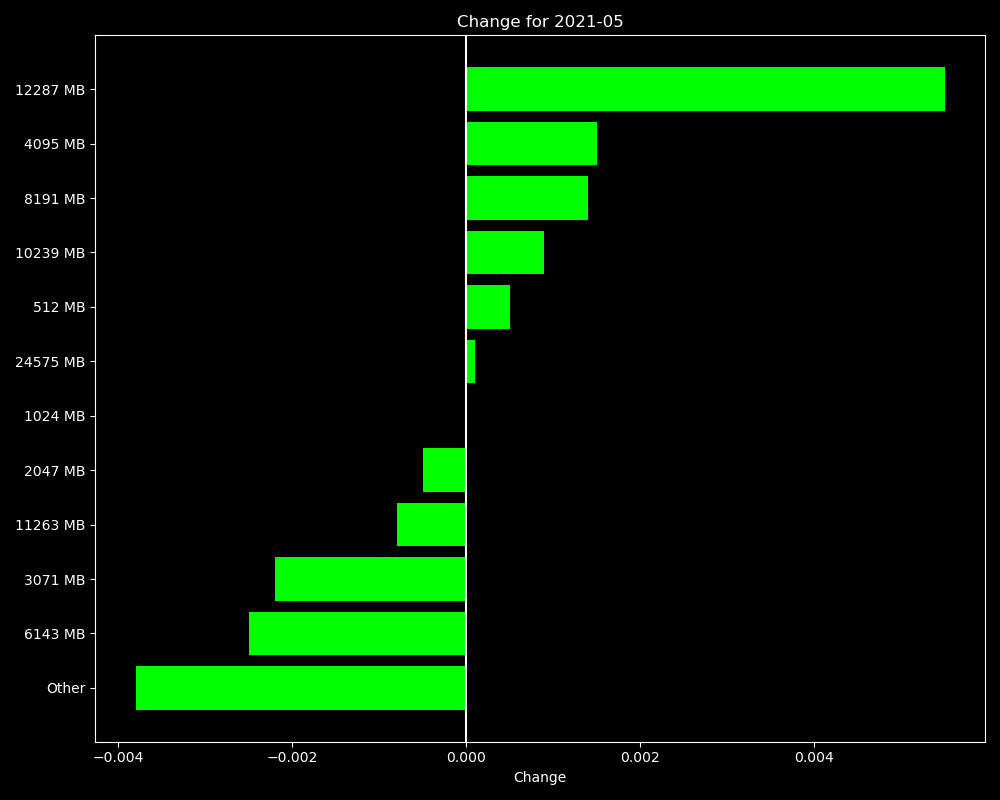 Change for 2021-05
12287 MB
4095 MB
8191 MB
10239 MB
512 MB
24575 MB
1024 MB
2047 MB
11263 MB
3071 MB
6143 MB
Other
−0.004 −0.002 0.000 0.002 0.004
Change